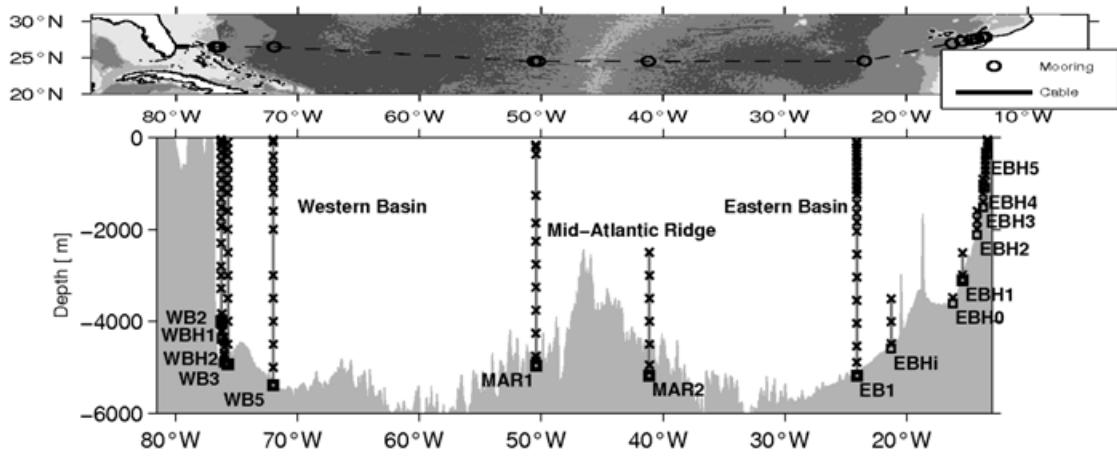 30°N
25°N
20°N
Mooring
Cable
80°W 70°W 60°W 50°W 40°W 30°W 20°W 10°W
0
−2000
−4000
−6000
Depth [ m]
Western Basin
Mid−Atlantic Ridge
Eastern Basin
EBH5
EBH4
EBH3
EBH2
EBH1
EBH0
EBHi
WB2
WBH1
WBH2
WB3
WB5
MAR1
MAR2
EB1
80°W 70°W 60°W 50°W 40°W 30°W 20°W